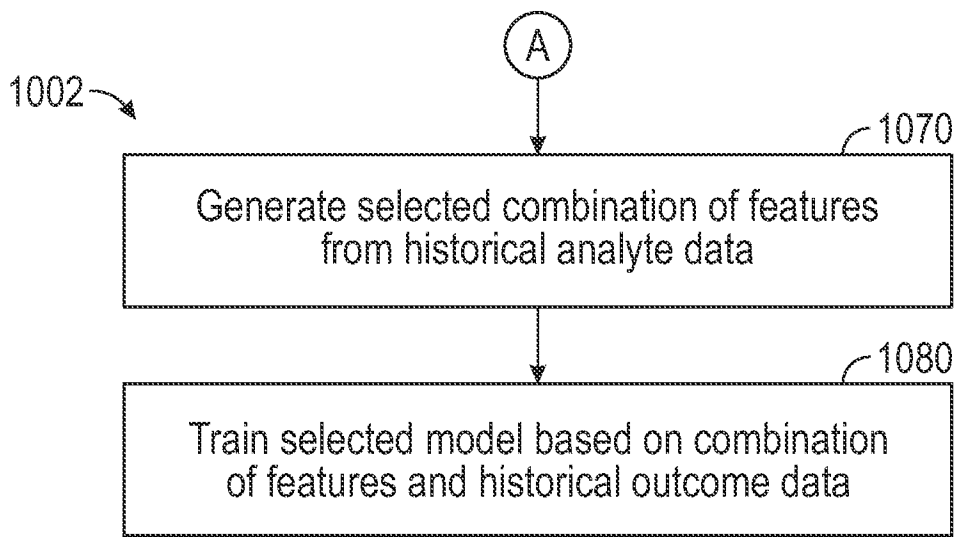 A
1002
1070
Generate selected combination of features
from historical analyte data
1080
Train selected model based on combination
of features and historical outcome data